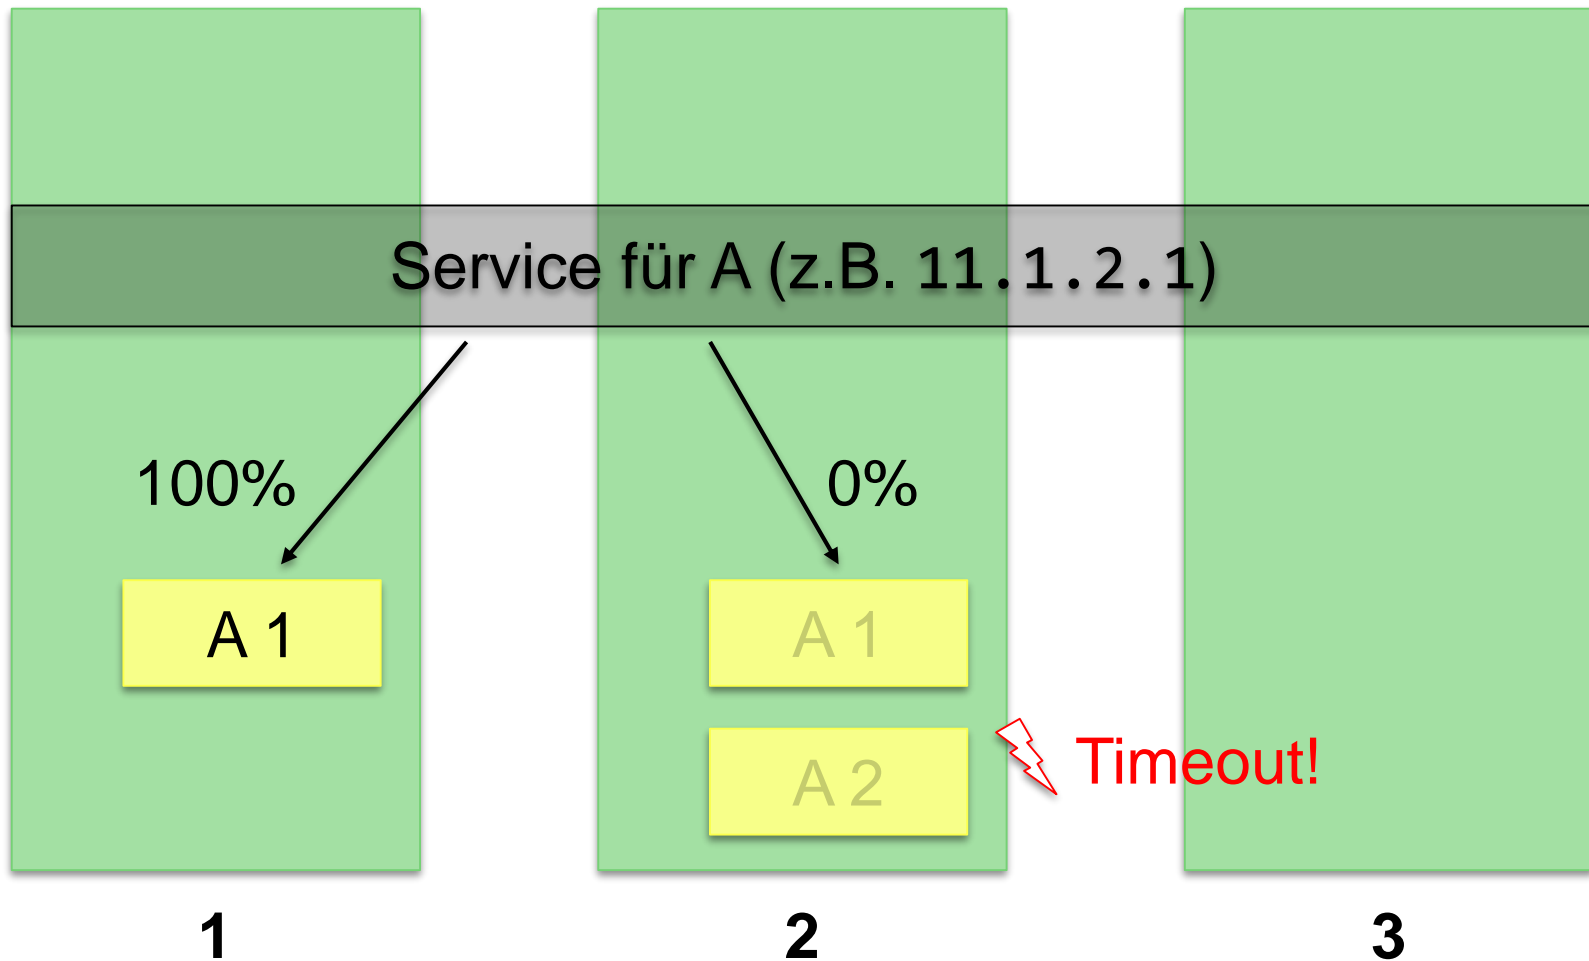 Service für A (z.B. 11.1.2.1)
100%
0%
A 1
A 1
A 2
Timeout!
1
2
3